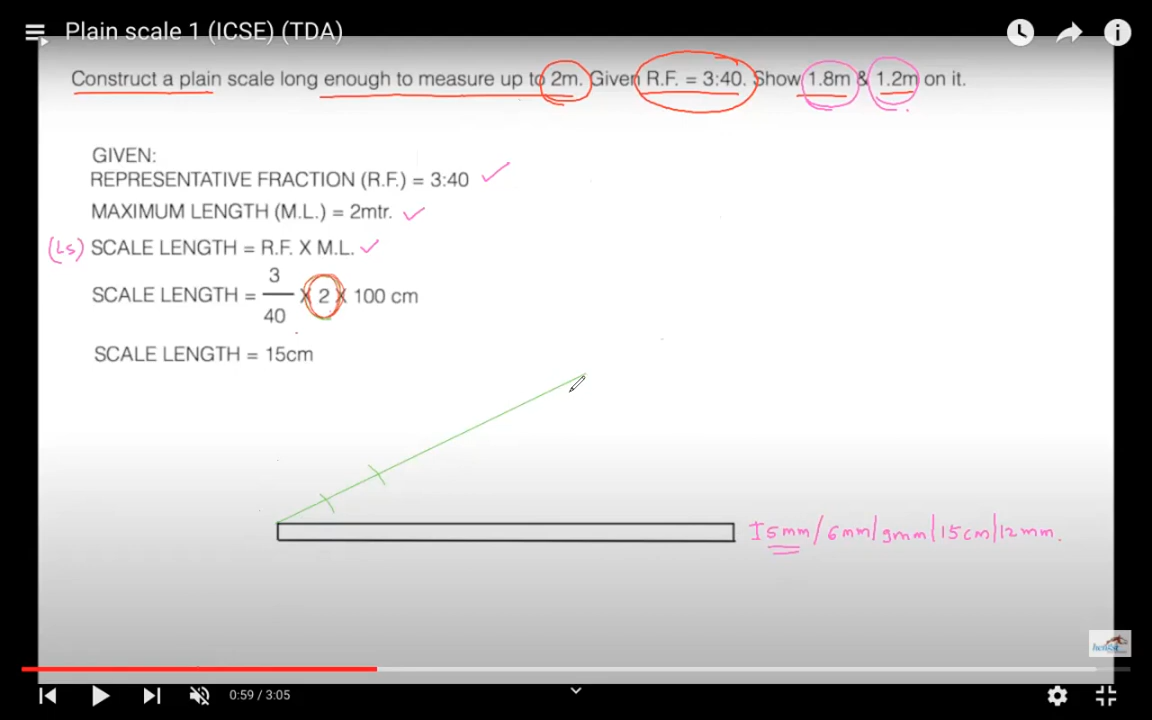 Plain scale 1 (ICSE) (TDA)
Construct a plain scale long enough to measure up to 2m. Given R.F. = 3:40. Show 1.8m & 1.2m on it.
GIVEN:
REPRESENTATIVE FRACTION (R.F.) = 3:40
MAXIMUM LENGTH (M.L.) = 2mtr.
(LS) SCALE LENGTH = R.F. X M.L.
SCALE LENGTH = 3/40 X 2 X 100 cm
SCALE LENGTH = 15cm
5mm/6mm/9mm/15cm/12mm.
0:59 / 3:05